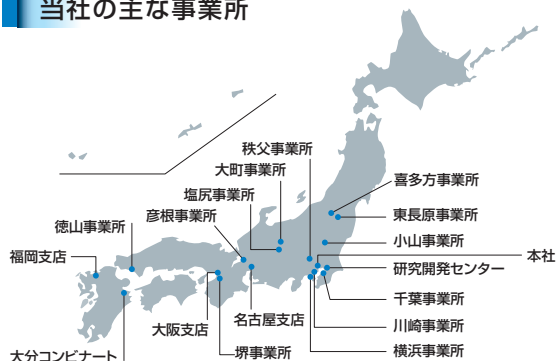 当社の主な事業所
秩父事業所
大町事業所
塩尻事業所
彦根事業所
徳山事業所
福岡支店
喜多方事業所
東長原事業所
小山事業所
本社
研究開発センター
千葉事業所
川崎事業所
横浜事業所
名古屋支店
大阪支店
堺事業所
大分コンビナート